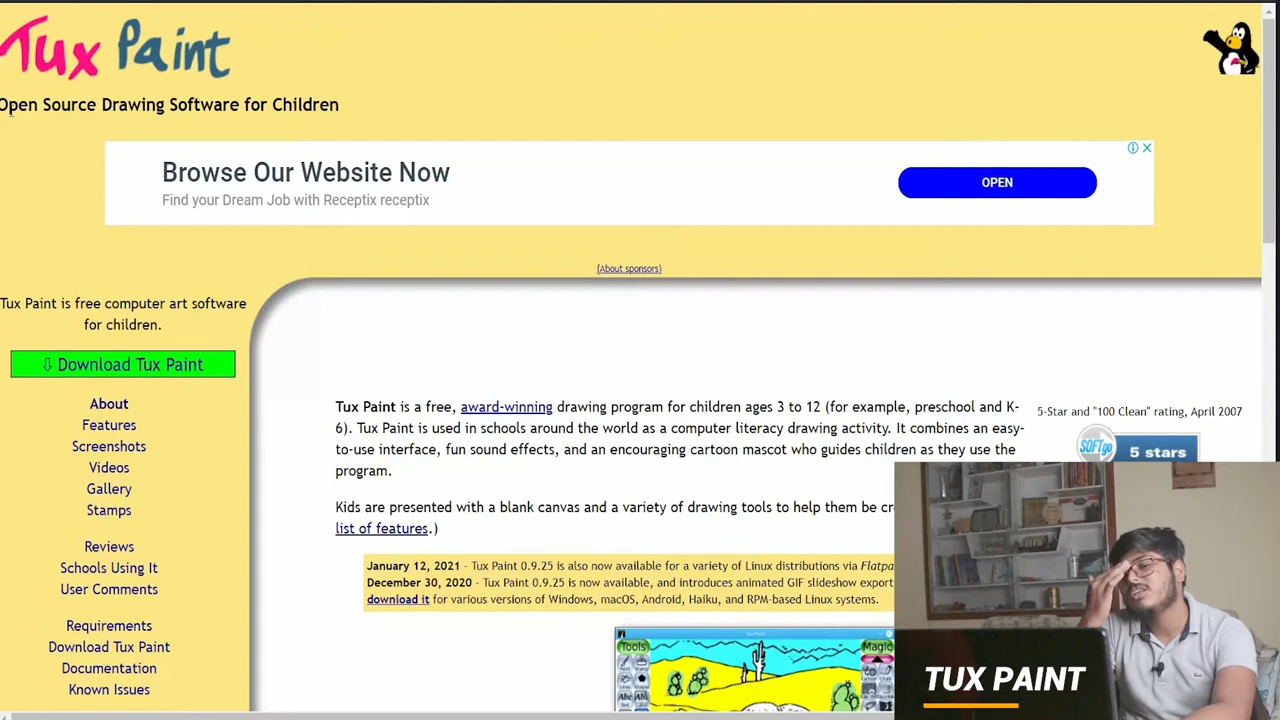 Tux Paint
Open Source Drawing Software for Children
Browse Our Website Now
Find your Dream Job with Receptix receptix
OPEN
(About sponsors)
Tux Paint is free computer art software
for children.
⇩ Download Tux Paint
About
Features
Screenshots
Videos
Gallery
Stamps
Reviews
Schools Using It
User Comments
Requirements
Download Tux Paint
Documentation
Known Issues
Tux Paint is a free, award-winning drawing program for children ages 3 to 12 (for example, preschool and K-
6). Tux Paint is used in schools around the world as a computer literacy drawing activity. It combines an easy-
to-use interface, fun sound effects, and an encouraging cartoon mascot who guides children as they use the
program.
Kids are presented with a blank canvas and a variety of drawing tools to help them be cr
list of features.)
January 12, 2021 - Tux Paint 0.9.25 is also now available for a variety of Linux distributions via Flatpa
December 30, 2020 - Tux Paint 0.9.25 is now available, and introduces animated GIF slideshow export
download it for various versions of Windows, macOS, Android, Haiku, and RPM-based Linux systems.
5-Star and "100 Clean" rating, April 2007
SOFTgo
5 stars
Tux Paint
Tools
Magic
Abc
TUX PAINT